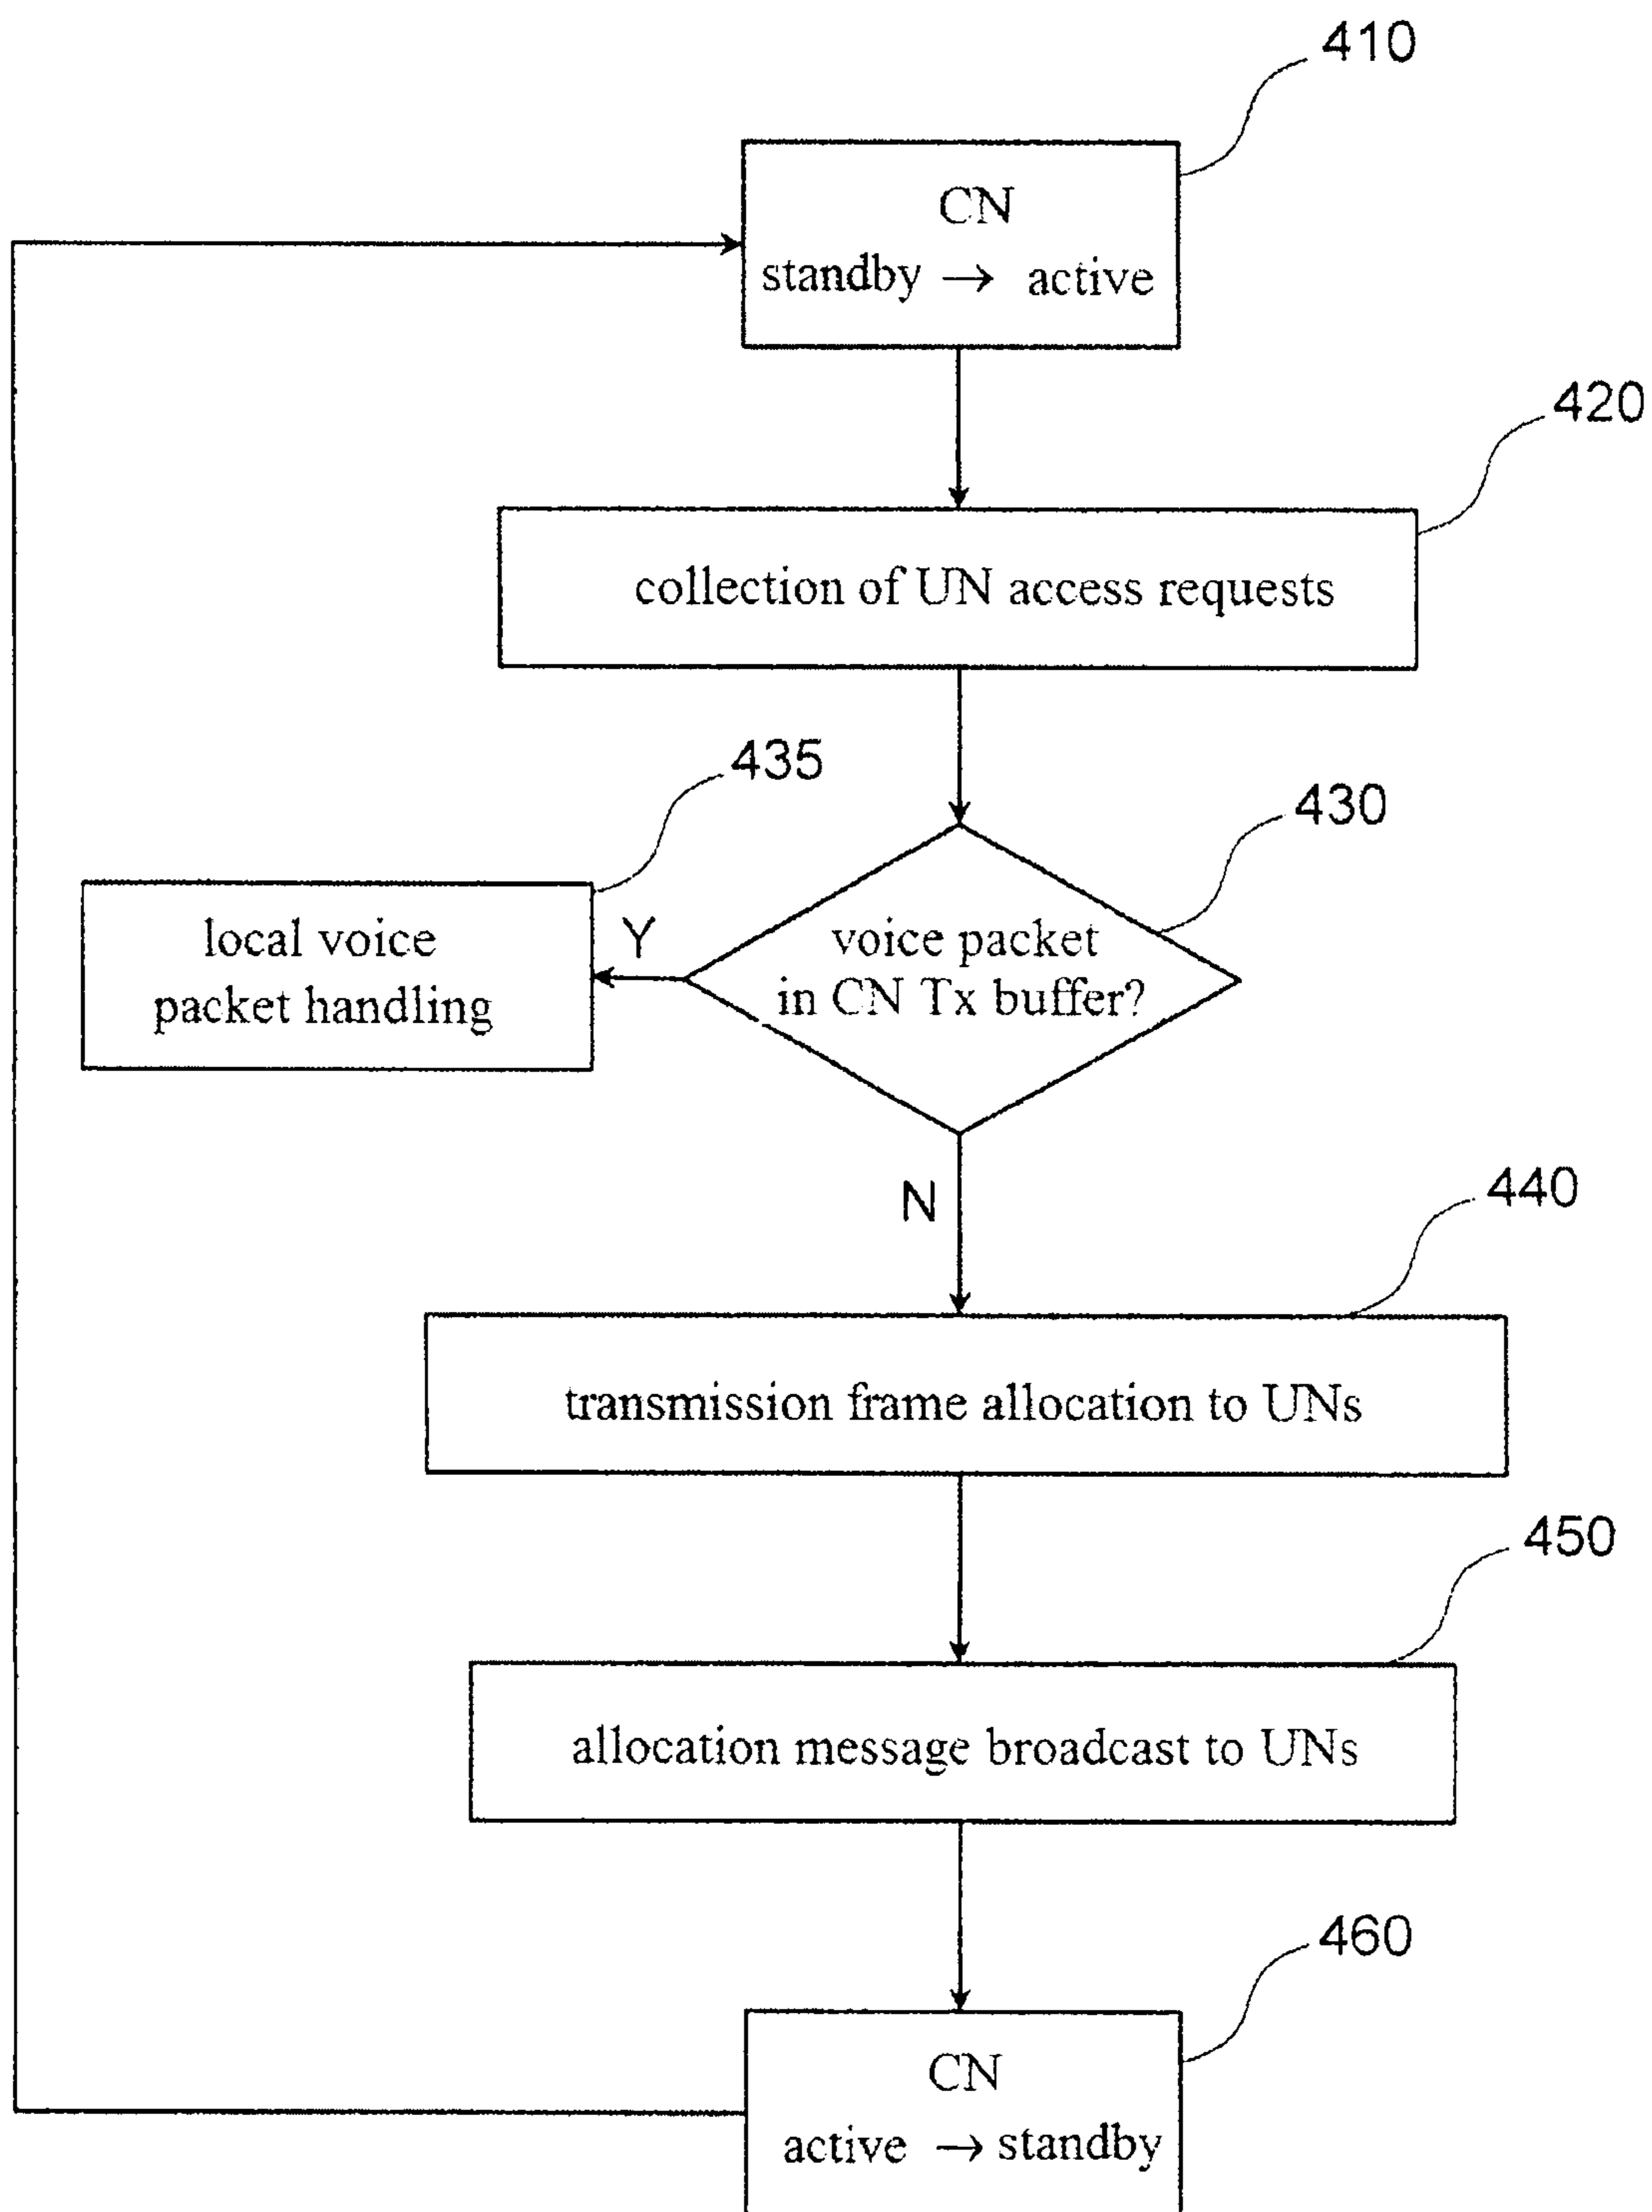 410
CN
standby → active
420
collection of UN access requests
435
430
local voice
packet handling
Y
voice packet
in CN Tx buffer?
N
440
transmission frame allocation to UNs
450
allocation message broadcast to UNs
460
CN
active → standby